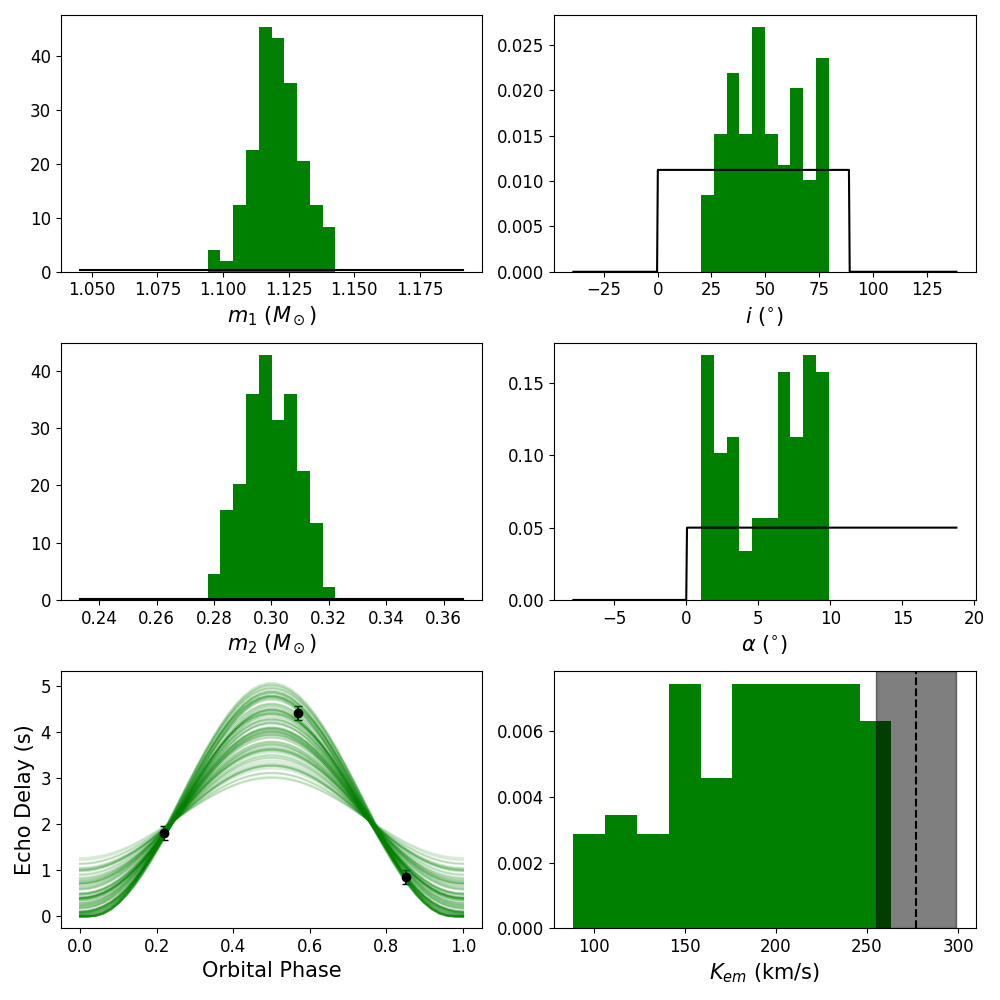 40
30
20
10
0
1.050 1.075 1.100 1.125 1.150 1.175
m₁ (M⊙)
0.025
0.020
0.015
0.010
0.005
0.000
−25 0 25 50 75 100 125
i (°)
40
30
20
10
0
0.24 0.26 0.28 0.30 0.32 0.34 0.36
m₂ (M⊙)
0.15
0.10
0.05
0.00
−5 0 5 10 15 20
α (°)
Echo Delay (s)
5
4
3
2
1
0
0.0 0.2 0.4 0.6 0.8 1.0
Orbital Phase
0.006
0.004
0.002
0.000
100 150 200 250 300
Kem (km/s)